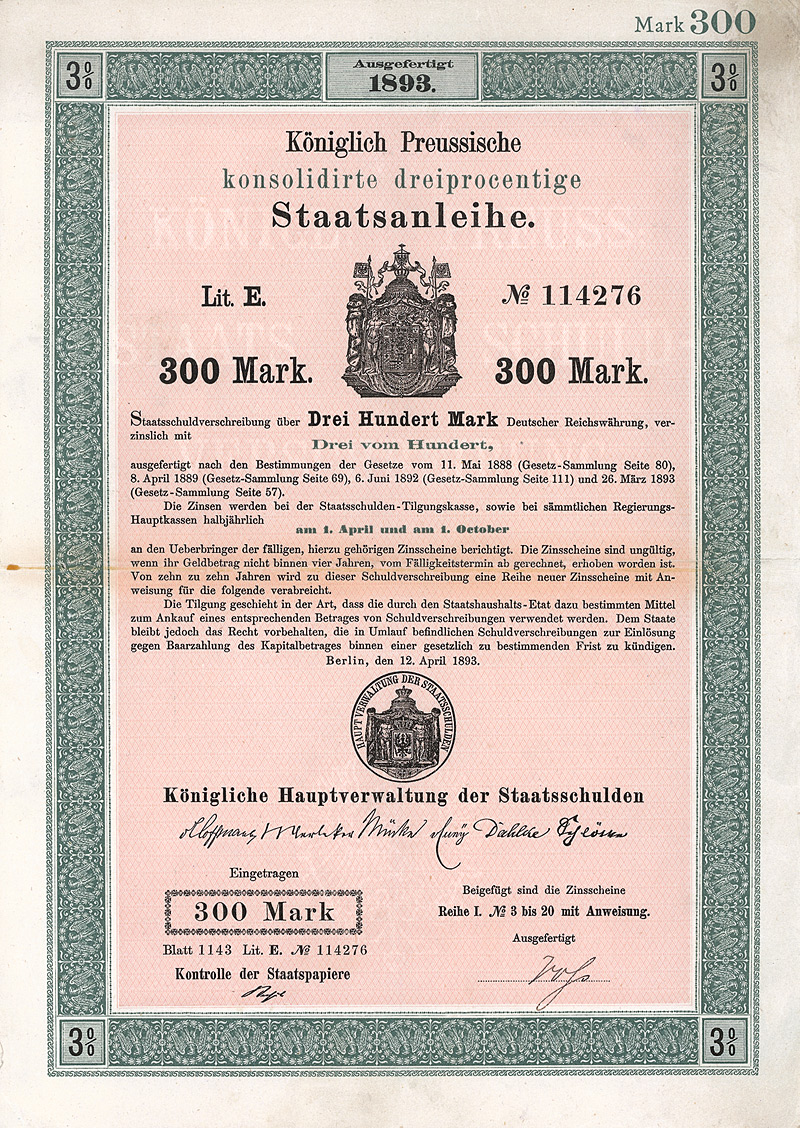 Mark 300
3%
Ausgefertigt
1893.
3%
Königlich Preussische
konsolidirte dreiprocentige
Staatsanleihe.
Lit. E.
№ 114276
300 Mark.
300 Mark.
Staatsschuldverschreibung über Drei Hundert Mark Deutscher Reichswährung, ver-
zinslich mit
Drei vom Hundert,
ausgefertigt nach den Bestimmungen der Gesetze vom 11. Mai 1888 (Gesetz-Sammlung Seite 80),
8. April 1889 (Gesetz-Sammlung Seite 69), 6. Juni 1892 (Gesetz-Sammlung Seite 111) und 26. März 1893
(Gesetz-Sammlung Seite 57).
Die Zinsen werden bei der Staatsschulden-Tilgungskasse, sowie bei sämmtlichen Regierungs-
Hauptkassen halbjährlich
am 1. April und am 1. October
an den Ueberbringer der fälligen, hierzu gehörigen Zinsscheine berichtigt. Die Zinsscheine sind ungültig,
wenn ihr Geldbetrag nicht binnen vier Jahren, vom Fälligkeitstermin ab gerechnet, erhoben worden ist.
Von zehn zu zehn Jahren wird zu dieser Schuldverschreibung eine Reihe neuer Zinsscheine mit An-
weisung für die folgende verabreicht.
Die Tilgung geschieht in der Art, dass die durch den Staatshaushalts-Etat dazu bestimmten Mittel
zum Ankauf eines entsprechenden Betrages von Schuldverschreibungen verwendet werden. Dem Staate
bleibt jedoch das Recht vorbehalten, die in Umlauf befindlichen Schuldverschreibungen zur Einlösung
gegen Baarzahlung des Kapitalbetrages binnen einer gesetzlich zu bestimmenden Frist zu kündigen.
Berlin, den 12. April 1893.
HAUPTVERWALTUNG DER STAATSSCHULDEN
Königliche Hauptverwaltung der Staatsschulden
Mücke Dahlke
Eingetragen
300 Mark
Blatt 1143 Lit. E. № 114276
Kontrolle der Staatspapiere
Beigefügt sind die Zinsscheine
Reihe I. № 3 bis 20 mit Anweisung.
Ausgefertigt
3%
3%